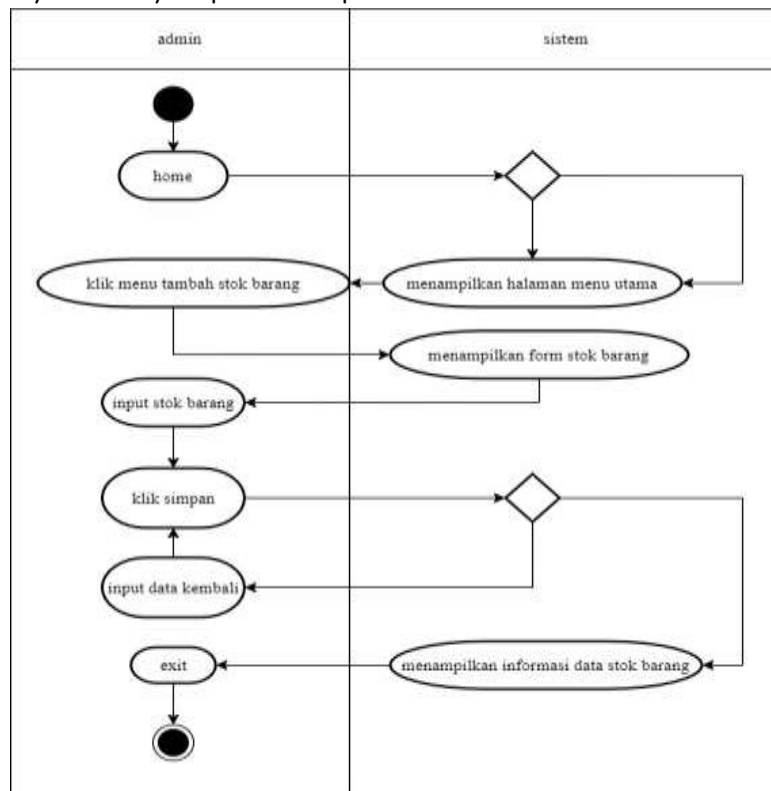 admin
sistem
home
klik menu tambah stok barang
menampilkan halaman menu utama
menampilkan form stok barang
input stok barang
klik simpan
input data kembali
exit
menampilkan informasi data stok barang